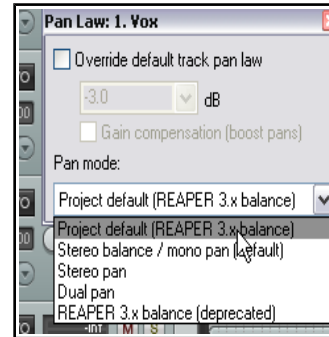 Pan Law: 1. Vox
Override default track pan law
-3.0 dB
Gain compensation (boost pans)
Pan mode:
Project default (REAPER 3.x balance)
Project default (REAPER 3.x balance)
Stereo balance / mono pan (default)
Stereo pan
Dual pan
REAPER 3.x balance (deprecated)
M S